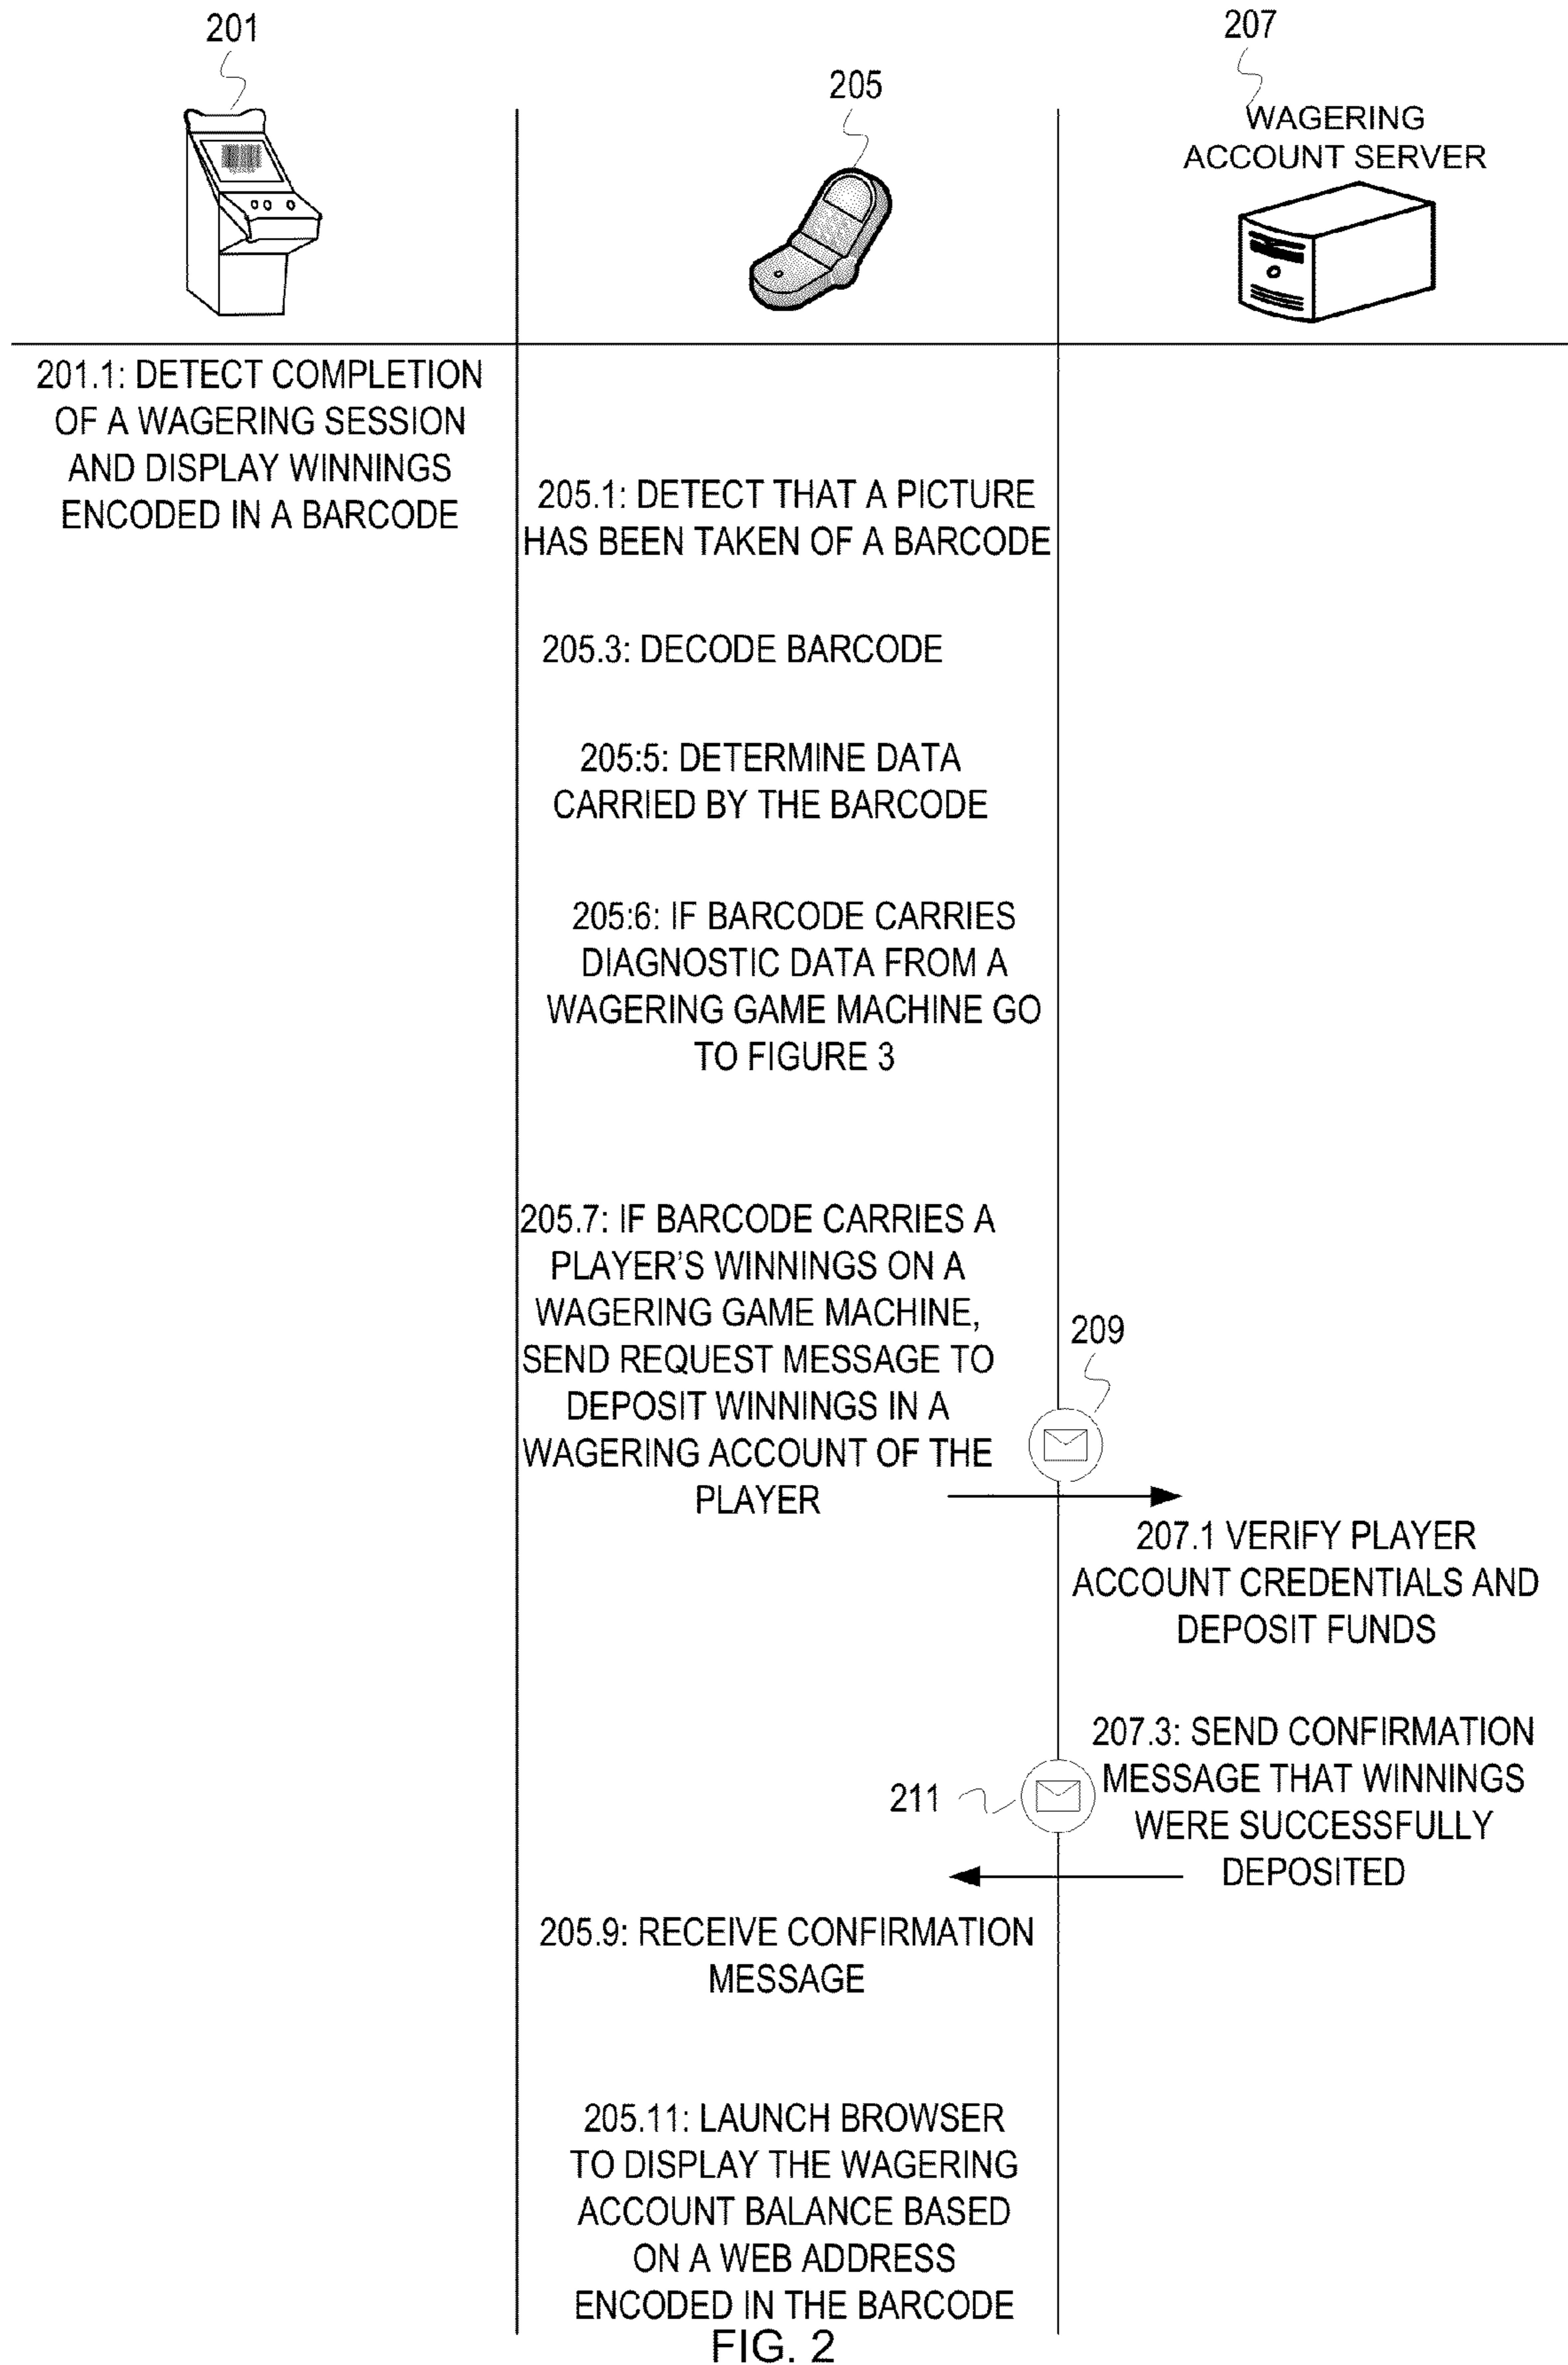 201
205
207
WAGERING
ACCOUNT SERVER
201.1: DETECT COMPLETION
OF A WAGERING SESSION
AND DISPLAY WINNINGS
ENCODED IN A BARCODE
205.1: DETECT THAT A PICTURE
HAS BEEN TAKEN OF A BARCODE
205.3: DECODE BARCODE
205:5: DETERMINE DATA
CARRIED BY THE BARCODE
205:6: IF BARCODE CARRIES
DIAGNOSTIC DATA FROM A
WAGERING GAME MACHINE GO
TO FIGURE 3
205.7: IF BARCODE CARRIES A
PLAYER'S WINNINGS ON A
WAGERING GAME MACHINE,
SEND REQUEST MESSAGE TO
DEPOSIT WINNINGS IN A
WAGERING ACCOUNT OF THE
PLAYER
209
207.1 VERIFY PLAYER
ACCOUNT CREDENTIALS AND
DEPOSIT FUNDS
207.3: SEND CONFIRMATION
MESSAGE THAT WINNINGS
WERE SUCCESSFULLY
DEPOSITED
211
205.9: RECEIVE CONFIRMATION
MESSAGE
205.11: LAUNCH BROWSER
TO DISPLAY THE WAGERING
ACCOUNT BALANCE BASED
ON A WEB ADDRESS
ENCODED IN THE BARCODE
FIG. 2